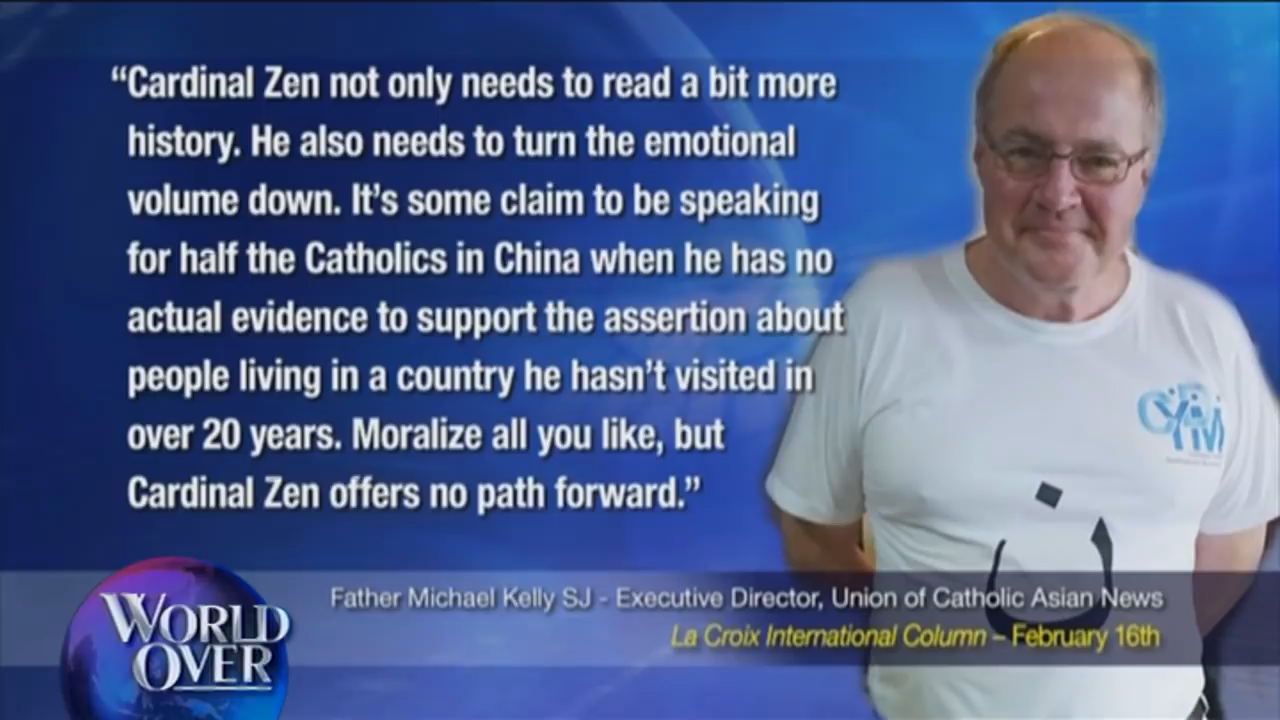 “Cardinal Zen not only needs to read a bit more
history. He also needs to turn the emotional
volume down. It’s some claim to be speaking
for half the Catholics in China when he has no
actual evidence to support the assertion about
people living in a country he hasn’t visited in
over 20 years. Moralize all you like, but
Cardinal Zen offers no path forward.”
ن
Father Michael Kelly SJ - Executive Director, Union of Catholic Asian News
La Croix International Column – February 16th
WORLD
OVER